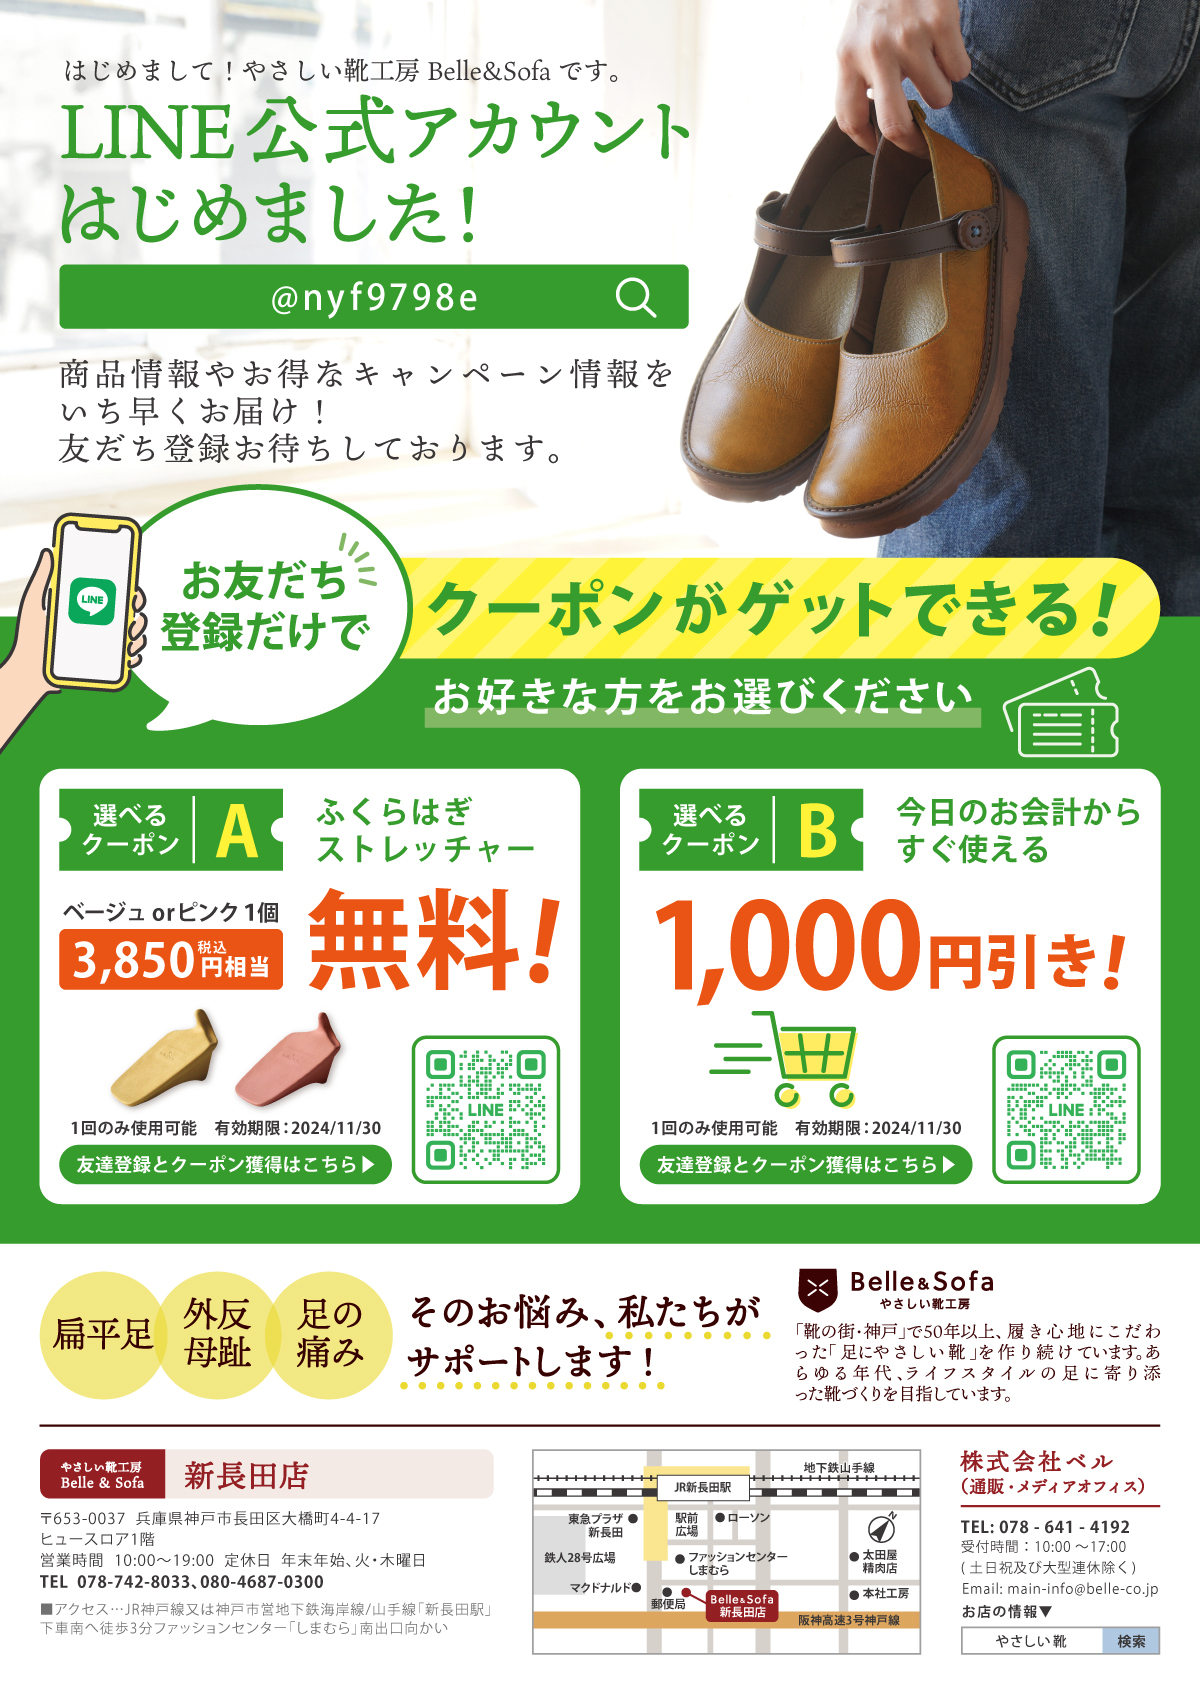 はじめまして！やさしい靴工房 Belle&Sofa です。
LINE公式アカウント
はじめました！
@nyf9798e
商品情報やお得なキャンペーン情報を
いち早くお届け！
友だち登録お待ちしております。
LINE
お友だち
登録だけで
クーポンがゲットできる！
お好きな方をお選びください
選べる
クーポン
A
ふくらはぎ
ストレッチャー
ベージュ orピンク 1個
3,850税込円相当
無料！
LINE
1回のみ使用可能　有効期限：2024/11/30
友達登録とクーポン獲得はこちら▶
選べる
クーポン
B
今日のお会計から
すぐ使える
1,000円引き！
LINE
1回のみ使用可能　有効期限：2024/11/30
友達登録とクーポン獲得はこちら▶
扁平足
外反
母趾
足の
痛み
そのお悩み、私たちが
サポートします！
Belle&Sofa
やさしい靴工房
「靴の街・神戸」で50年以上、履き心地にこだわ
った「足にやさしい靴」を作り続けています。あ
らゆる年代、ライフスタイルの足に寄り添
った靴づくりを目指しています。
やさしい靴工房
Belle & Sofa
新長田店
〒653-0037 兵庫県神戸市長田区大橋町4-4-17
ヒュースロア1階
営業時間 10:00〜19:00 定休日 年末年始、火・木曜日
TEL 078-742-8033、080-4687-0300
■アクセス…JR神戸線又は神戸市営地下鉄海岸線/山手線「新長田駅」
下車南へ徒歩3分ファッションセンター「しまむら」南出口向かい
地下鉄山手線
JR新長田駅
東急プラザ
新長田
駅前
広場
ローソン
N
鉄人28号広場
ファッションセンター
しまむら
太田屋
精肉店
マクドナルド
郵便局
Belle&Sofa
新長田店
本社工房
阪神高速3号神戸線
株式会社ベル
（通販・メディアオフィス）
TEL: 078 - 641 - 4192
受付時間：10:00 〜17:00
( 土日祝及び大型連休除く )
Email: main-info@belle-co.jp
お店の情報▼
やさしい靴
検索